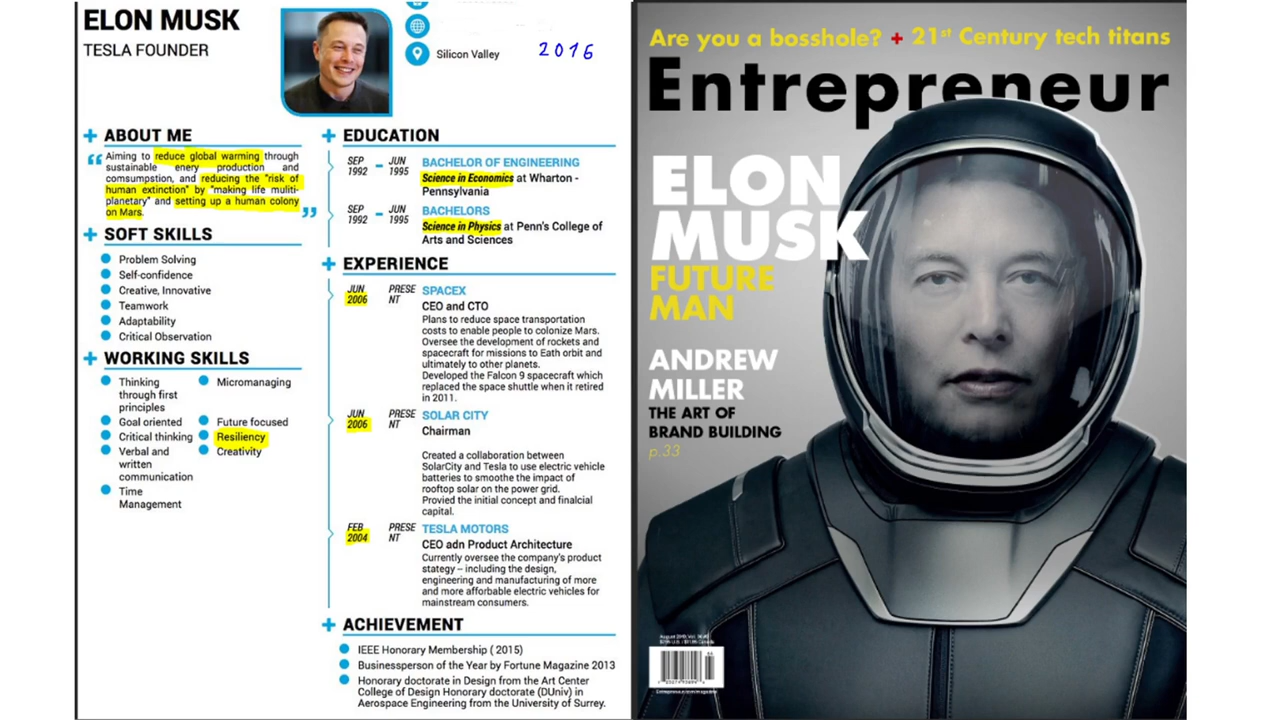 ELON MUSK
TESLA FOUNDER
Silicon Valley
2016
ABOUT ME
“ Aiming to reduce global warming through
sustainable enery production and
comsumpstion, and reducing the "risk of
human extinction" by "making life muliti-
planetary" and setting up a human colony
on Mars. ”
SOFT SKILLS
Problem Solving
Self-confidence
Creative, Innovative
Teamwork
Adaptability
Critical Observation
WORKING SKILLS
Thinking
through first
principles
Micromanaging
Goal oriented
Future focused
Critical thinking
Resiliency
Verbal and
written
communication
Creativity
Time
Management
EDUCATION
SEP
1992
-
JUN
1995
BACHELOR OF ENGINEERING
Science in Economics at Wharton -
Pennsylvania
SEP
1992
-
JUN
1995
BACHELORS
Science in Physics at Penn's College of
Arts and Sciences
EXPERIENCE
JUN
2006
PRESE
NT
SPACEX
CEO and CTO
Plans to reduce space transportation
costs to enable people to colonize Mars.
Oversee the development of rockets and
spacecraft for missions to Eath orbit and
ultimately to other planets.
Developed the Falcon 9 spacecraft which
replaced the space shuttle when it retired
in 2011.
JUN
2006
PRESE
NT
SOLAR CITY
Chairman
Created a collaboration between
SolarCity and Tesla to use electric vehicle
batteries to smoothe the impact of
rooftop solar on the power grid.
Provied the initial concept and finalcial
capital.
FEB
2004
PRESE
NT
TESLA MOTORS
CEO adn Product Architecture
Currently oversee the company's product
stategy – including the design,
engineering and manufacturing of more
and more afforbable electric vehicles for
mainstream consumers.
ACHIEVEMENT
IEEE Honorary Membership ( 2015)
Businessperson of the Year by Fortune Magazine 2013
Honorary doctorate in Design from the Art Center
College of Design Honorary doctorate (DUniv) in
Aerospace Engineering from the University of Surrey.
Are you a bosshole? + 21st Century tech titans
Entrepreneur
ELON
MUSK
FUTURE
MAN
ANDREW
MILLER
THE ART OF
BRAND BUILDING
p.33